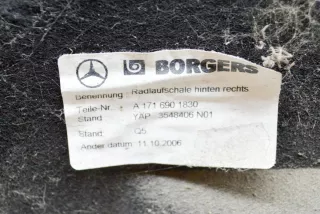 BORGERS
Benennung : Radlaufschale hinten rechts
Teile-Nr. : A 171 690 1830
Stand YAP 3548406 N01
Stand Q5
Änder datum 11.10.2006